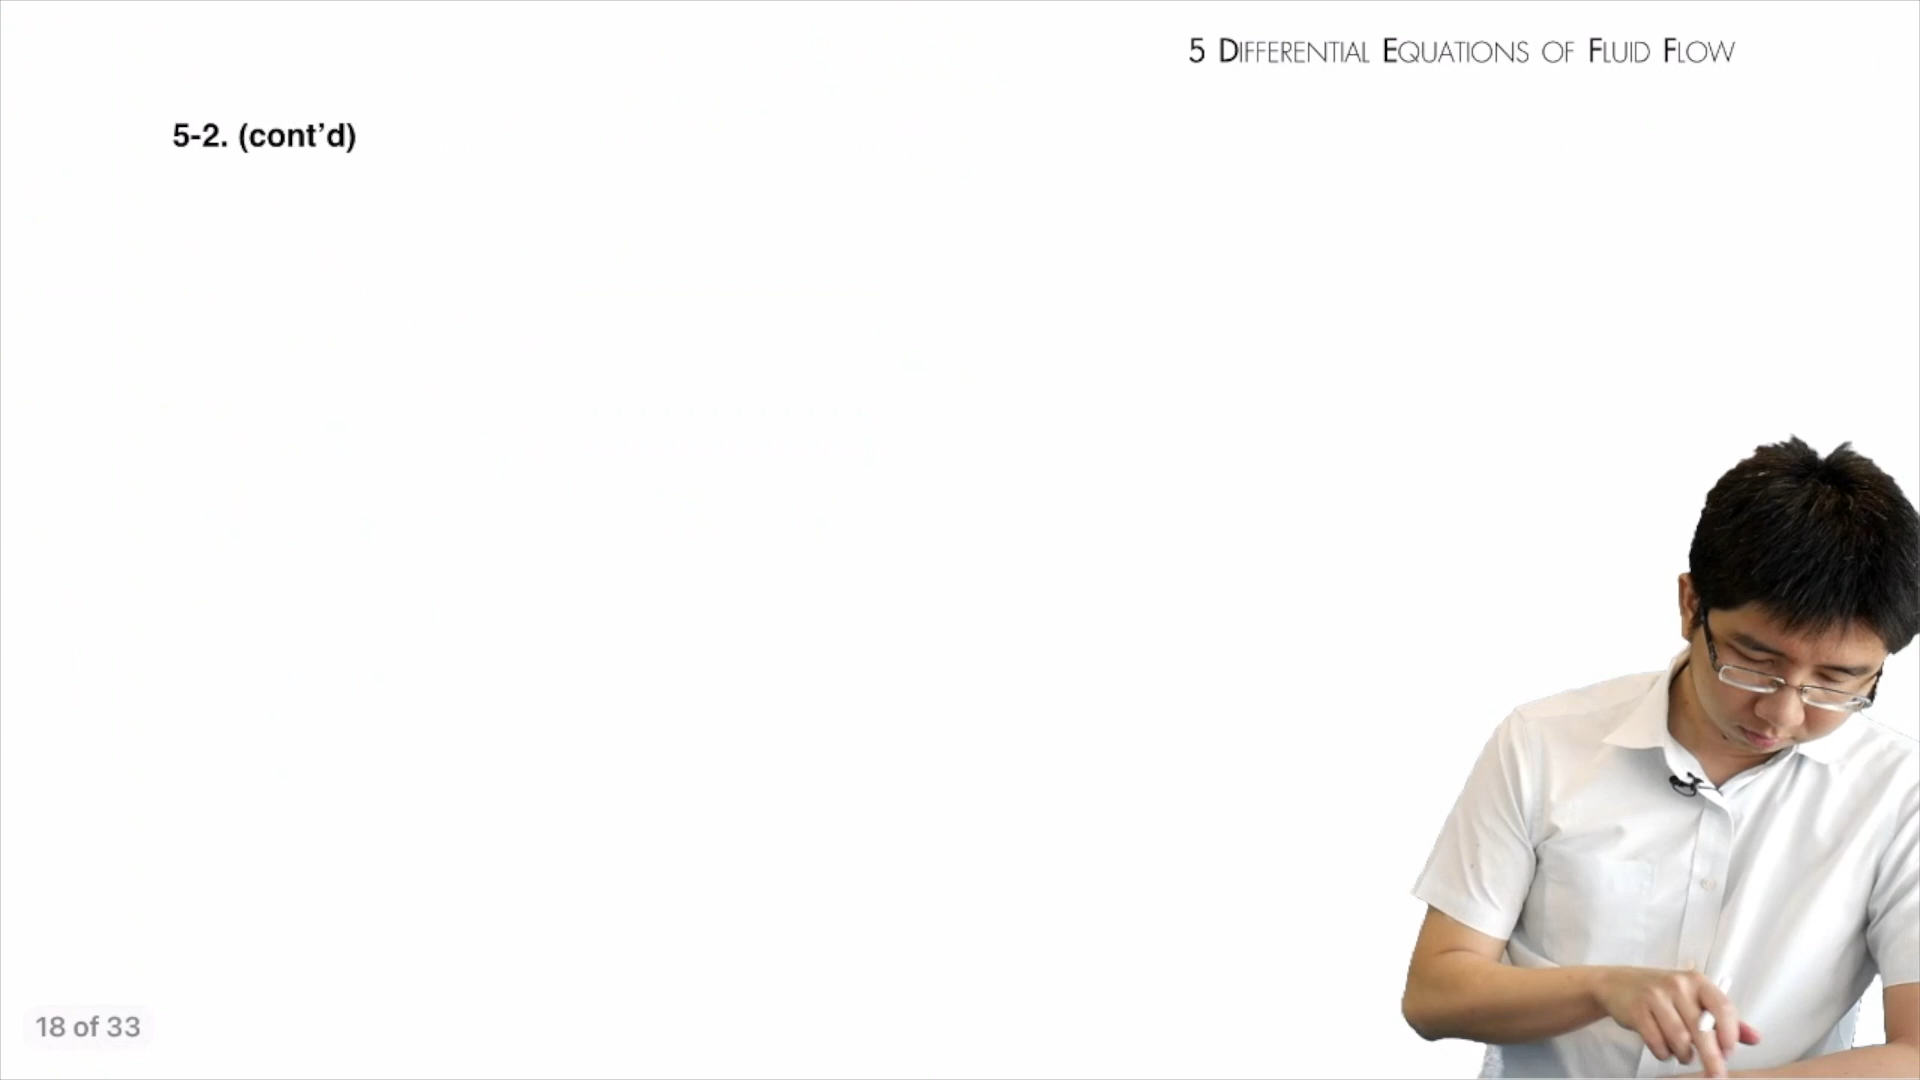 5 Differential Equations of Fluid Flow
5-2. (cont’d)
18 of 33